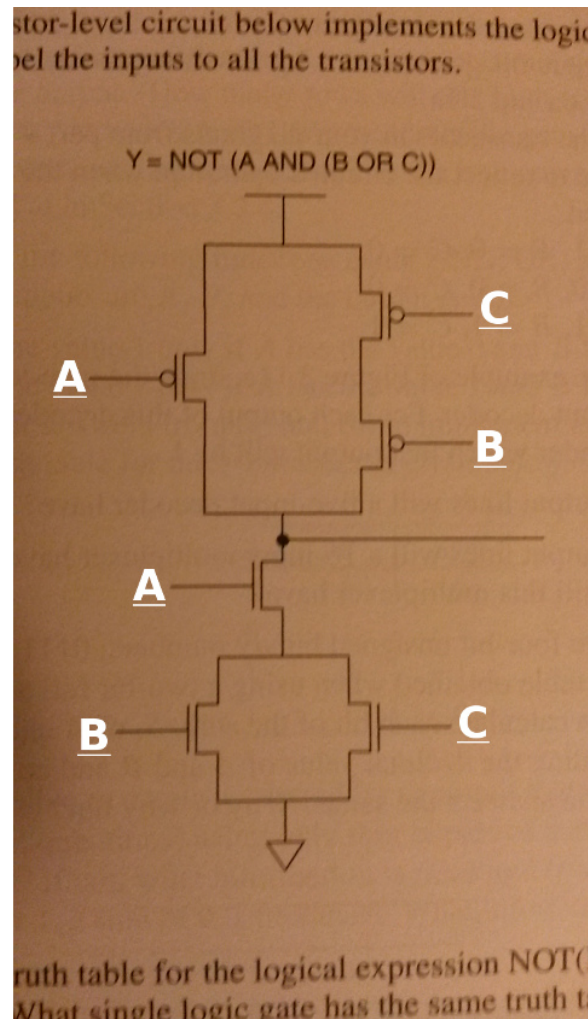 stor-level circuit below implements the logic
bel the inputs to all the transistors.
Y = NOT (A AND (B OR C))
C
A
B
A
B
C
ruth table for the logical expression NOT(
What single logic gate has the same truth ta